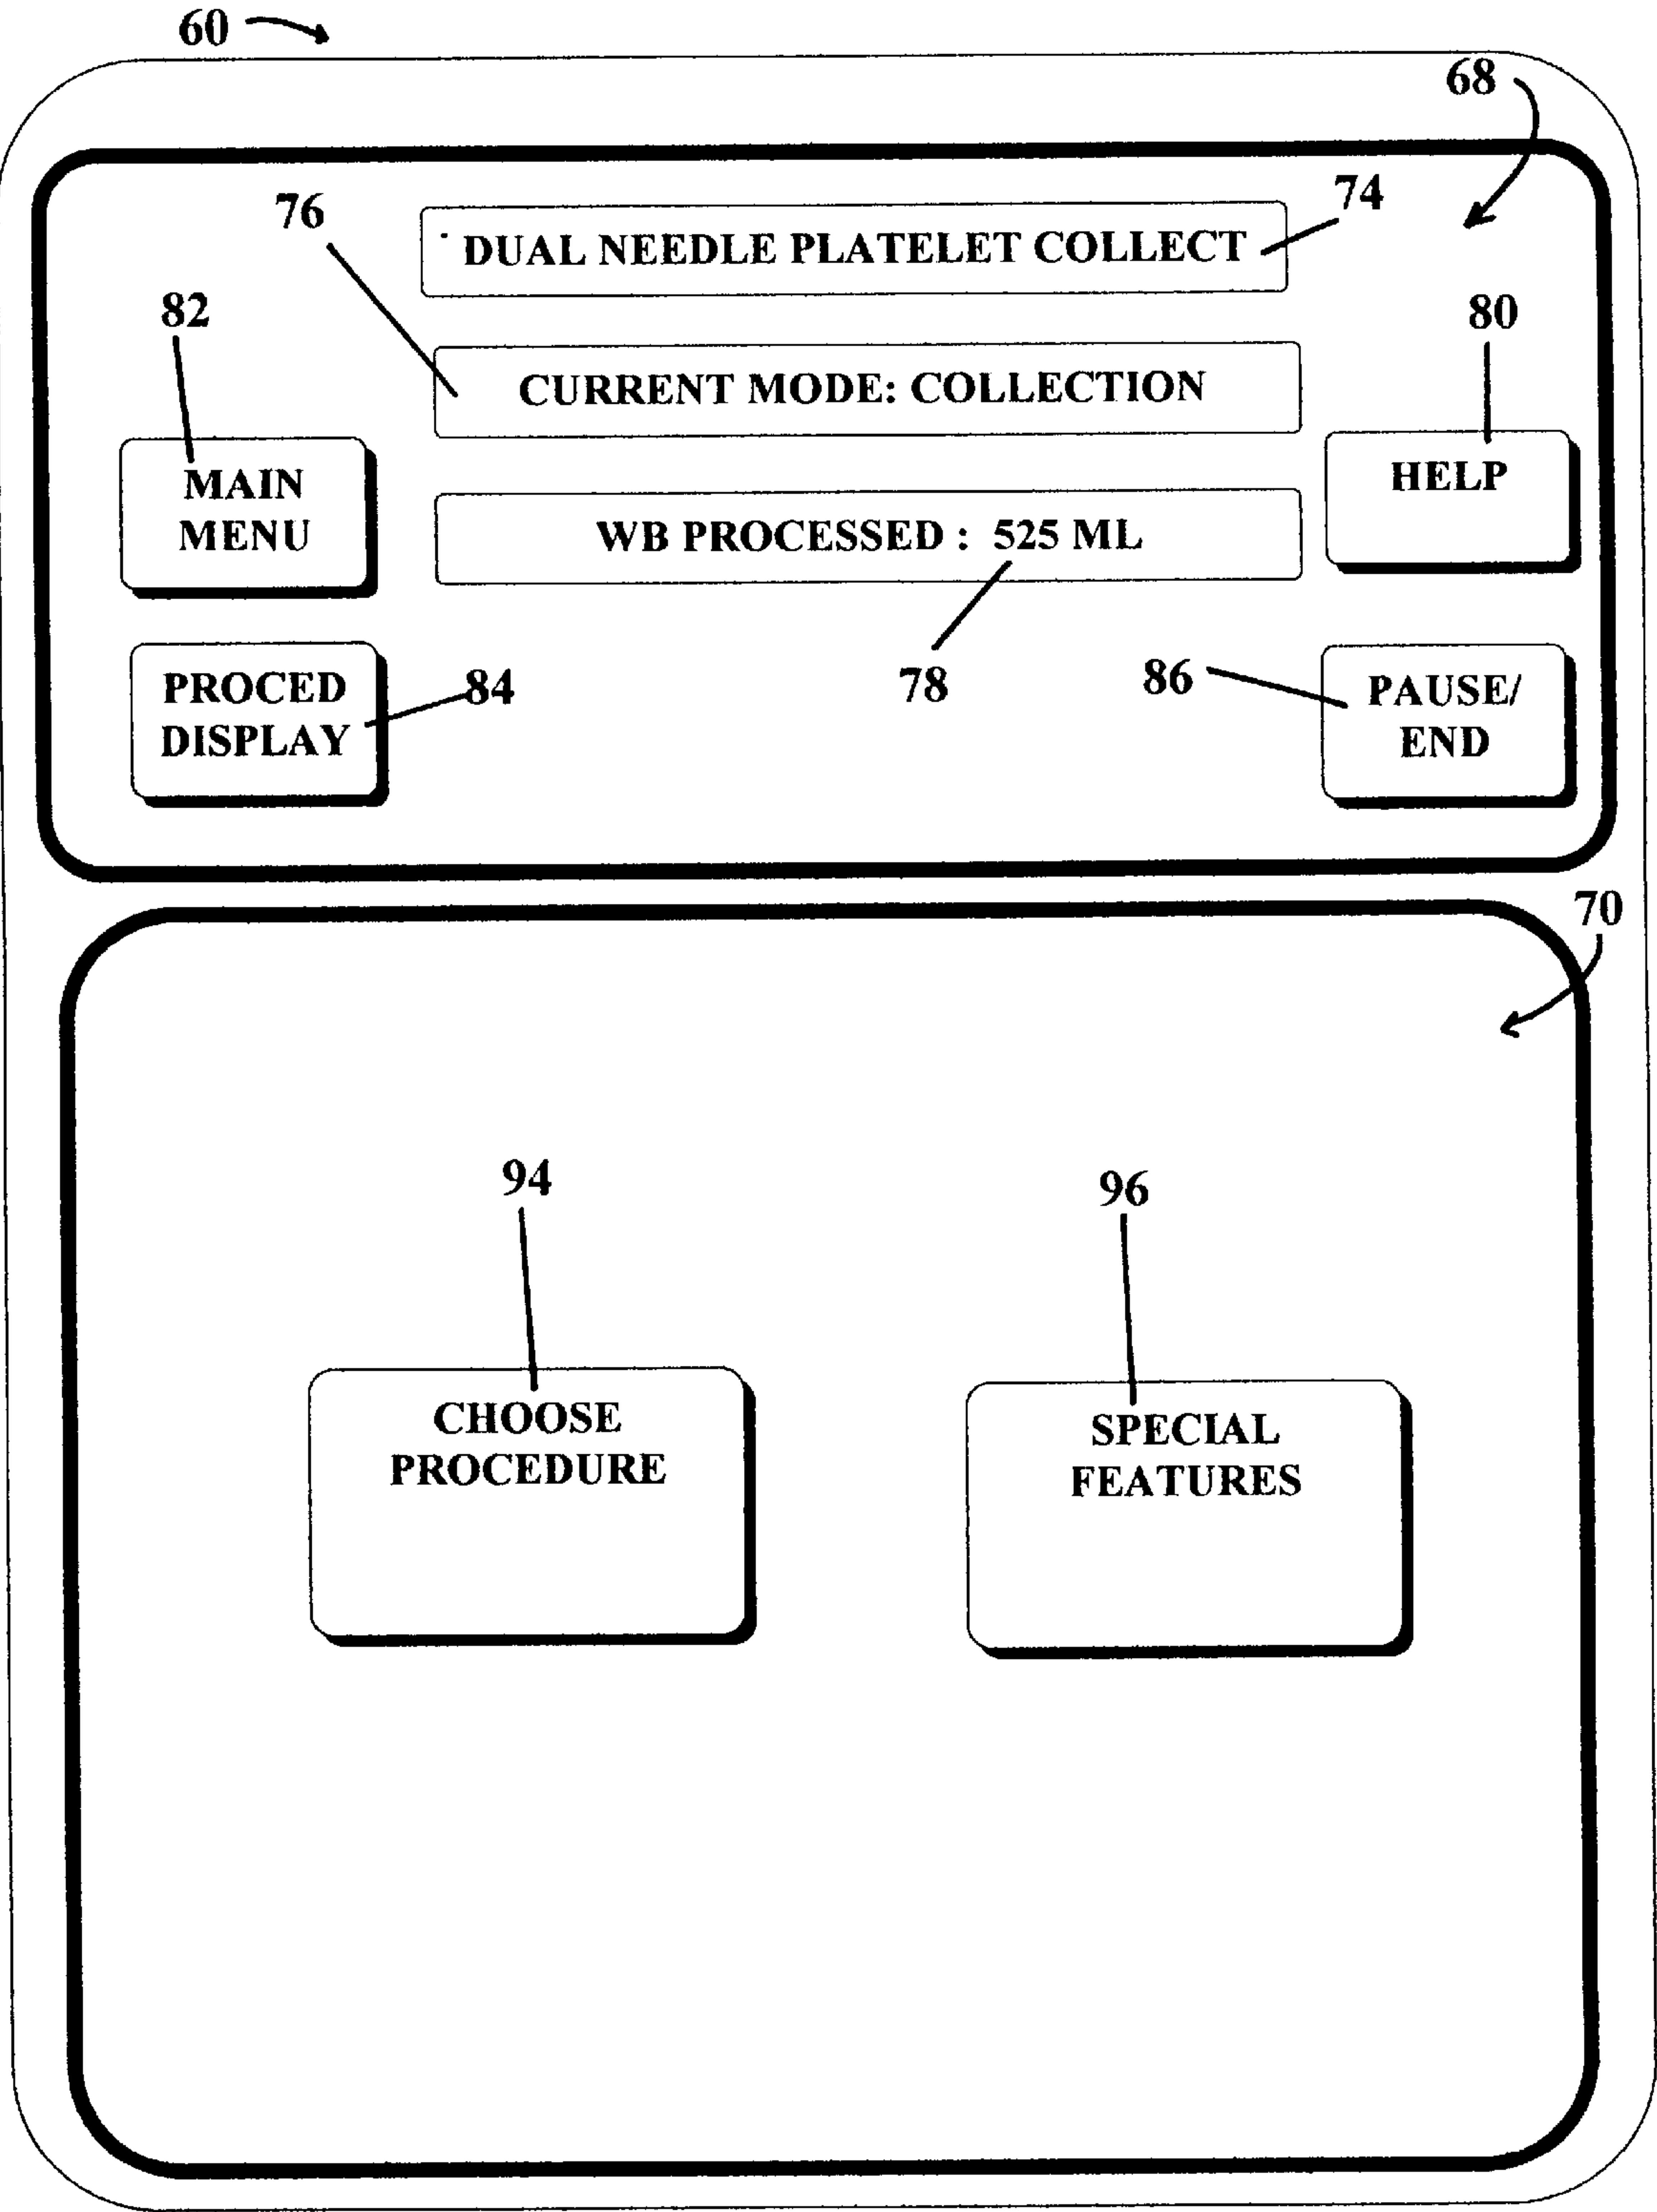 60
68
76
74
DUAL NEEDLE PLATELET COLLECT
82
80
CURRENT MODE: COLLECTION
MAIN
MENU
HELP
WB PROCESSED : 525 ML
PROCED
DISPLAY
84
78
86
PAUSE/
END
70
94
96
CHOOSE
PROCEDURE
SPECIAL
FEATURES